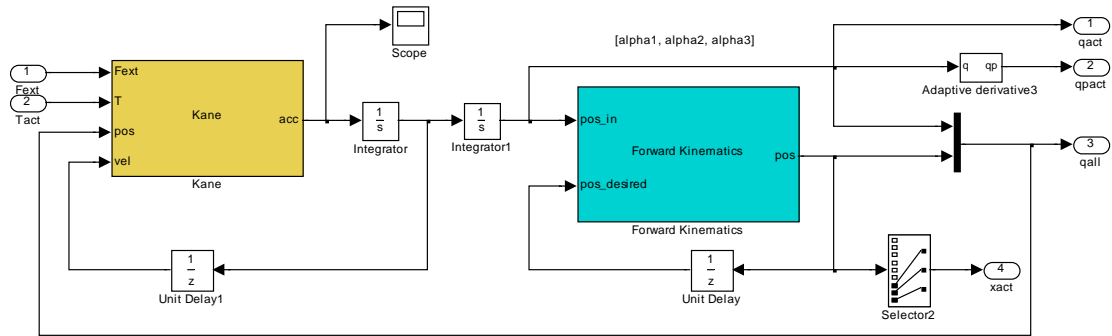 1
Fext
2
Tact
Fext
T
pos
vel
Kane
acc
Kane
Scope
1
s
Integrator
1
s
Integrator1
1
z
Unit Delay1
[alpha1, alpha2, alpha3]
pos_in
pos_desired
Forward Kinematics
pos
Forward Kinematics
1
z
Unit Delay
q qp
Adaptive derivative3
Selector2
1
qact
2
qpact
3
qall
4
xact